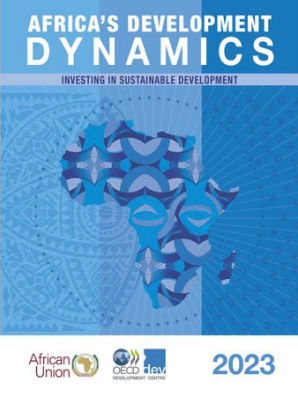 AFRICA'S DEVELOPMENT
DYNAMICS
INVESTING IN SUSTAINABLE DEVELOPMENT
African
Union
OECD
DEVELOPMENT CENTRE
dev
2023